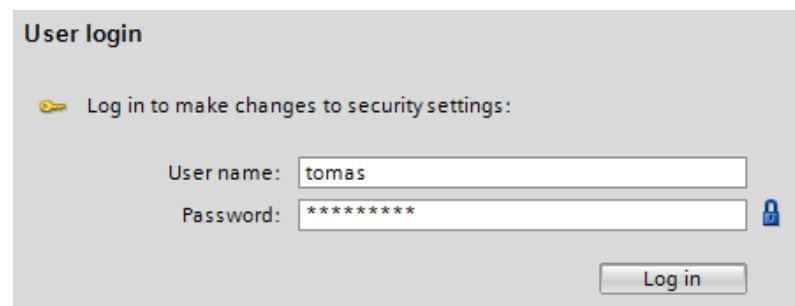 User login
Log in to make changes to security settings:
User name: tomas
Password: *********
Log in